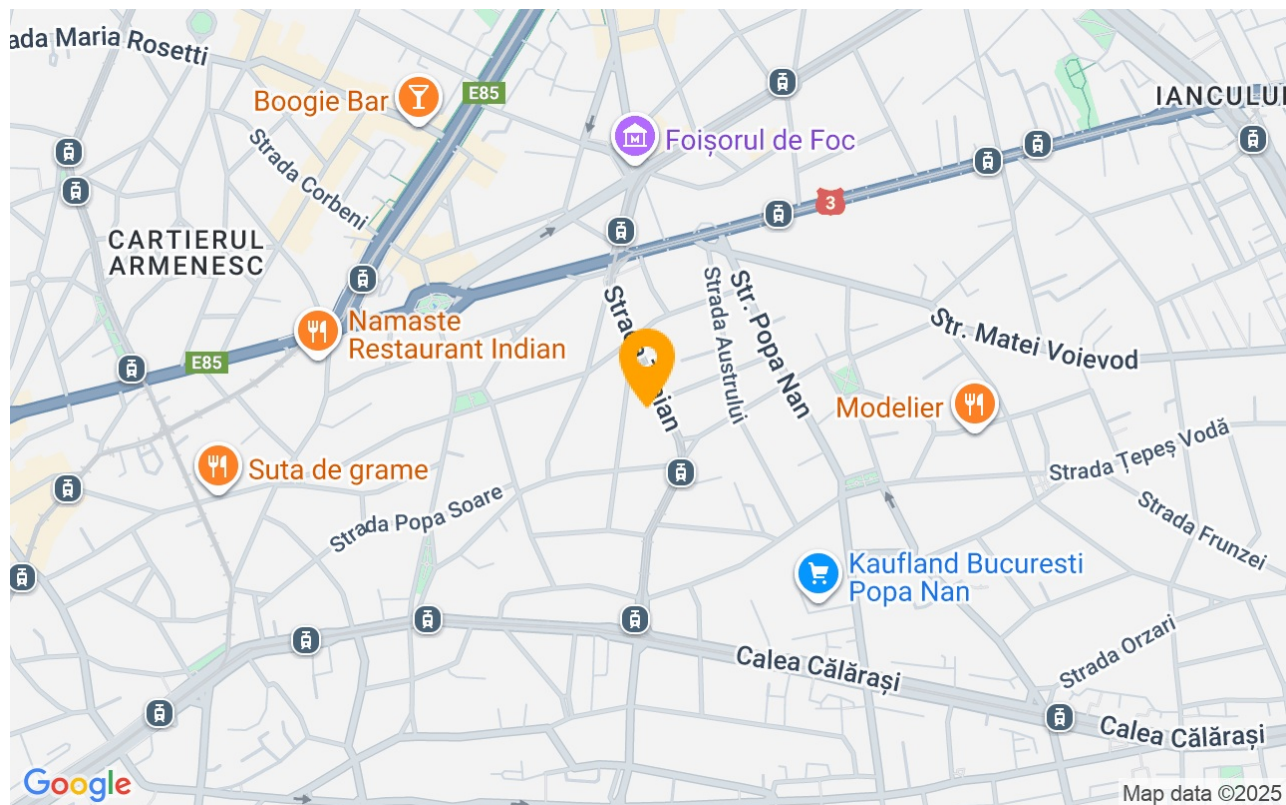 ada Maria Rosetti
E85
Boogie Bar
IANCULUI
Foișorul de Foc
Strada Corbeni
3
CARTIERUL
ARMENESC
Strada
Str. Popa Nan
Strada Austrului
Namaste
Restaurant Indian
Str. Matei Voievod
E85
Modelier
Suta de grame
Strada Țepeș Vodă
Strada Popa Soare
Strada Frunzei
Kaufland Bucuresti
Popa Nan
Strada Orzari
Calea Călărași
Calea Călărași
Google
Map data ©2025